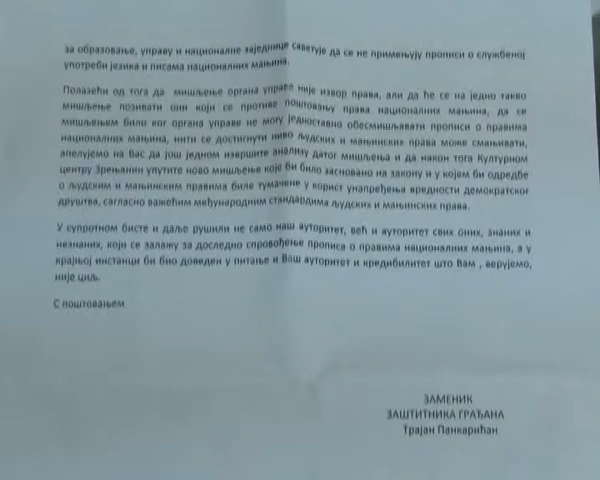 за образовање, управу и националне заједнице саветује да се не примењују прописи о службеној
употреби језика и писама националних мањина.
Полазећи од тога да мишљење органа управе није извор права, али да ће се на једно такво
мишљење позивати они који се противе поштовању права националних мањина, да се
мишљењем било ког органа управе не могу једноставно обесмишљавати прописи о правима
националних мањина, нити се достигнути ниво људских и мањинских права може смањивати,
апелујемо на Вас да још једном извршите анализу датог мишљења и да након тога Културном
центру Зрењанин упутите ново мишљење које би било засновано на закону и у којем би одредбе
о људским и мањинским правима биле тумачене у корист унапређења вредности демократског
друштва, сагласно важећим међународним стандардима људских и мањинских права.
У супротном бисте и даље рушили не само наш ауторитет, већ и ауторитет свих оних, знаних и
незнаних, који се залажу за доследно спровођење прописа о правима националних мањина, а у
крајњој инстанци би био доведен у питање и Ваш ауторитет и кредибилитет што Вам , верујемо,
није циљ.
С поштовањем
ЗАМЕНИК
ЗАШТИТНИКА ГРАЂАНА
Трајан Панкарићан